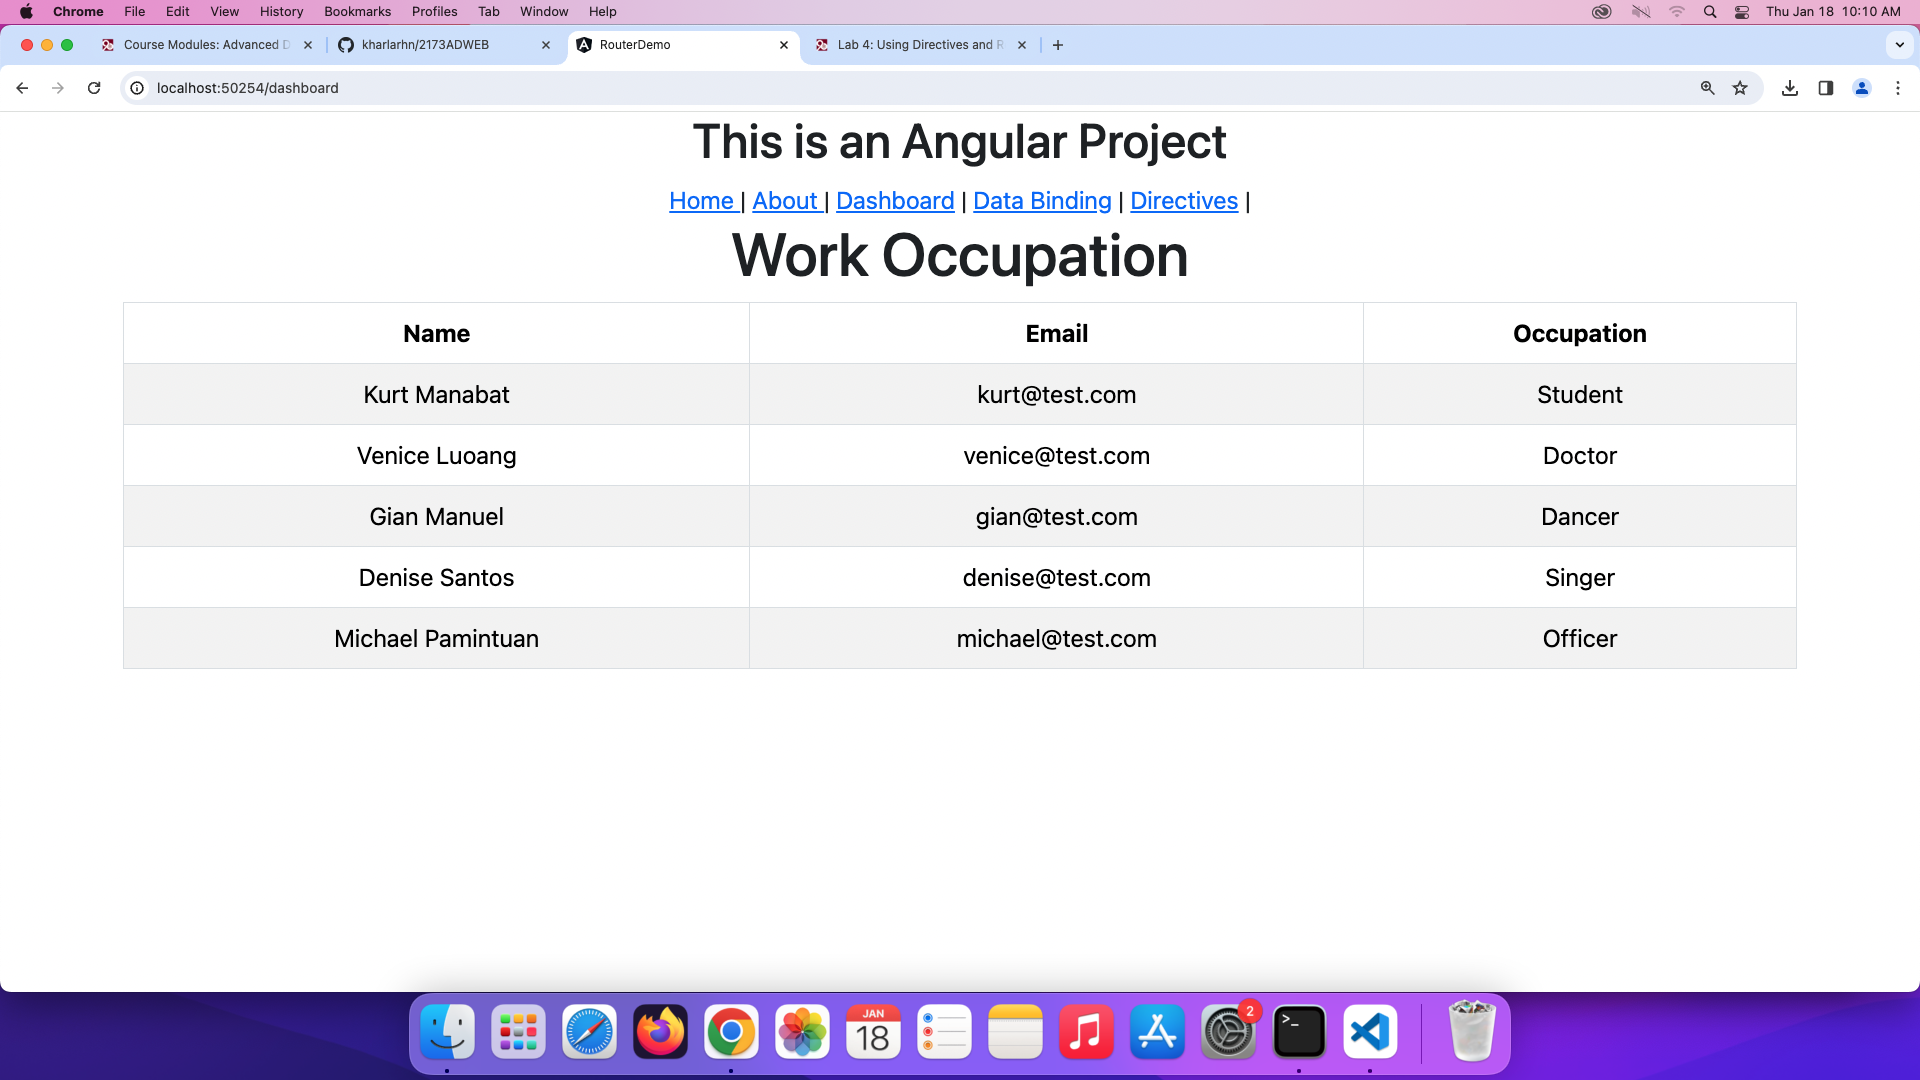 Chrome File Edit View History Bookmarks Profiles Tab Window Help Thu Jan 18 10:10 AM
Course Modules: Advanced D kharlarhn/2173ADWEB RouterDemo Lab 4: Using Directives and R
localhost:50254/dashboard
This is an Angular Project
Home | About | Dashboard | Data Binding | Directives |
Work Occupation
Name Email Occupation
Kurt Manabat kurt@test.com Student
Venice Luoang venice@test.com Doctor
Gian Manuel gian@test.com Dancer
Denise Santos denise@test.com Singer
Michael Pamintuan michael@test.com Officer
JAN 2
18 >_